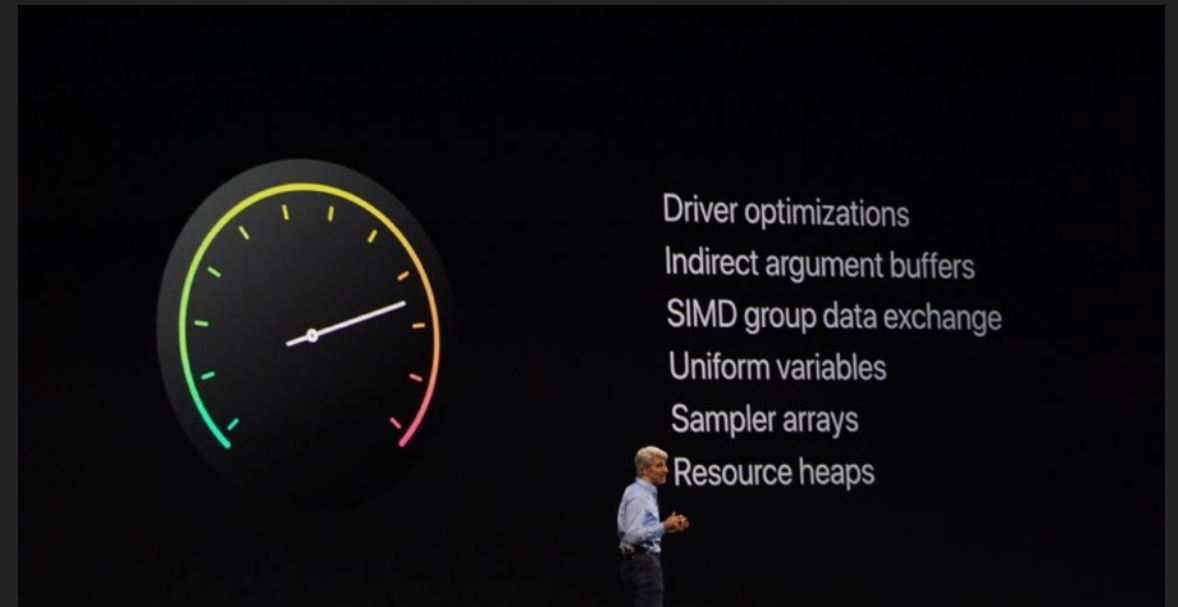 Driver optimizations
Indirect argument buffers
SIMD group data exchange
Uniform variables
Sampler arrays
Resource heaps